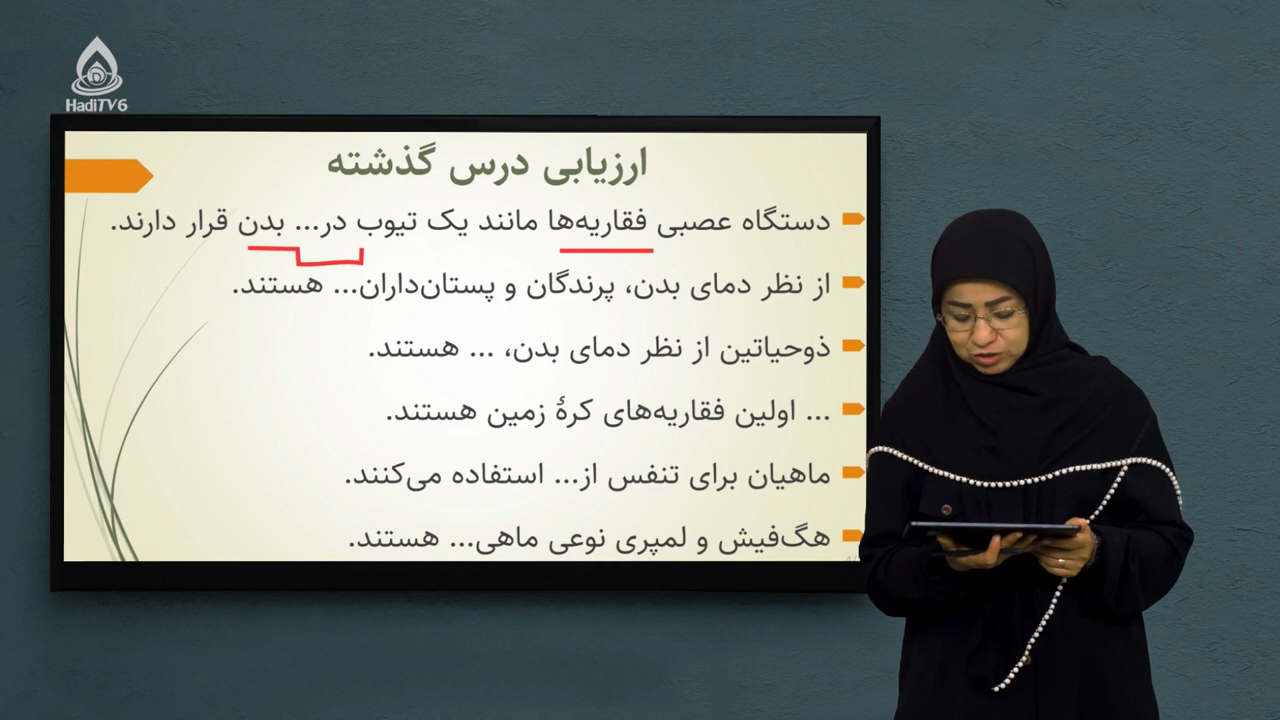 HadiTV6
ارزیابی درس گذشته
دستگاه عصبی فقاریه‌ها مانند یک تیوب در... بدن قرار دارند.
از نظر دمای بدن، پرندگان و پستان‌داران... هستند.
ذوحیاتین از نظر دمای بدن، ... هستند.
... اولین فقاریه‌های کرهٔ زمین هستند.
ماهیان برای تنفس از... استفاده می‌کنند.
هگ‌فیش و لمپری نوعی ماهی... هستند.